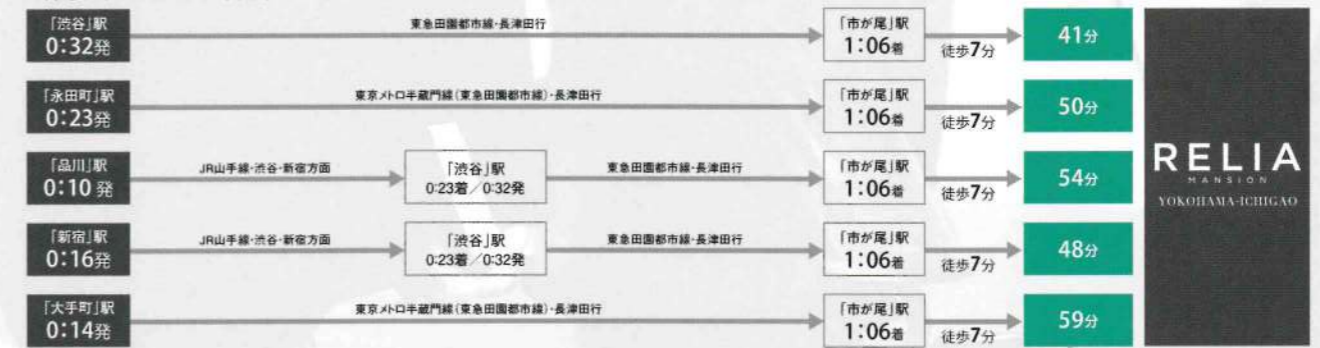 「渋谷」駅
0:32発
東急田園都市線・長津田行
「市が尾」駅
1:06着
徒歩7分
41分
「永田町」駅
0:23発
東京メトロ半蔵門線(東急田園都市線)・長津田行
「市が尾」駅
1:06着
徒歩7分
50分
「品川」駅
0:10発
JR山手線・渋谷・新宿方面
「渋谷」駅
0:23着/0:32発
東急田園都市線・長津田行
「市が尾」駅
1:06着
徒歩7分
54分
「新宿」駅
0:16発
JR山手線・渋谷・新宿方面
「渋谷」駅
0:23着/0:32発
東急田園都市線・長津田行
「市が尾」駅
1:06着
徒歩7分
48分
「大手町」駅
0:14発
東京メトロ半蔵門線(東急田園都市線)・長津田行
「市が尾」駅
1:06着
徒歩7分
59分
RELIA
MANSION
YOKOHAMA-ICHIGAO